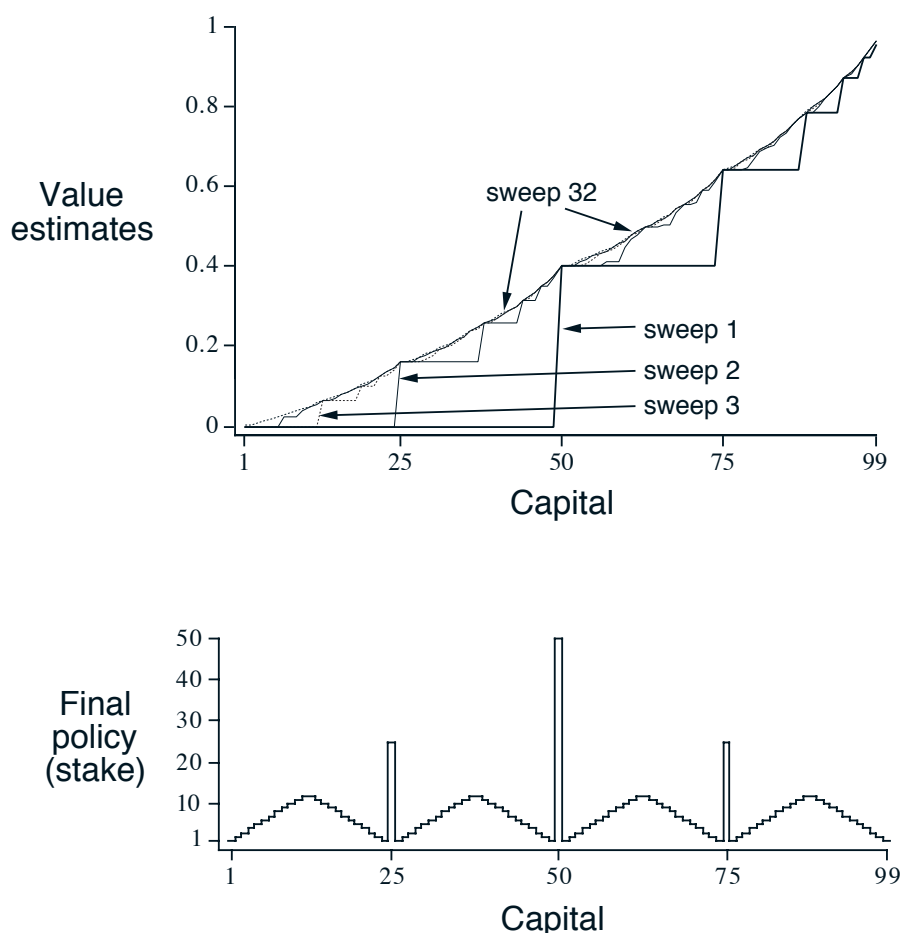 1
0.8
0.6
0.4
0.2
0
Value
estimates
sweep 32
sweep 1
sweep 2
sweep 3
1 25 50 75 99
Capital
50
40
30
20
10
1
Final
policy
(stake)
1 25 50 75 99
Capital